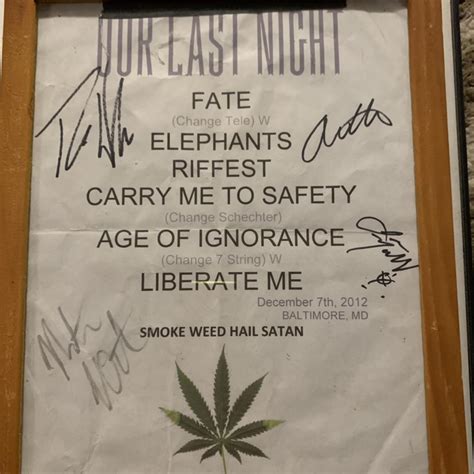 OUR LAST NIGHT
FATE
(Change Tele) W
ELEPHANTS
RIFFEST
CARRY ME TO SAFETY
(Change Schechter)
AGE OF IGNORANCE
(Change 7 String) W
LIBERATE ME
December 7th, 2012
BALTIMORE, MD
SMOKE WEED HAIL SATAN